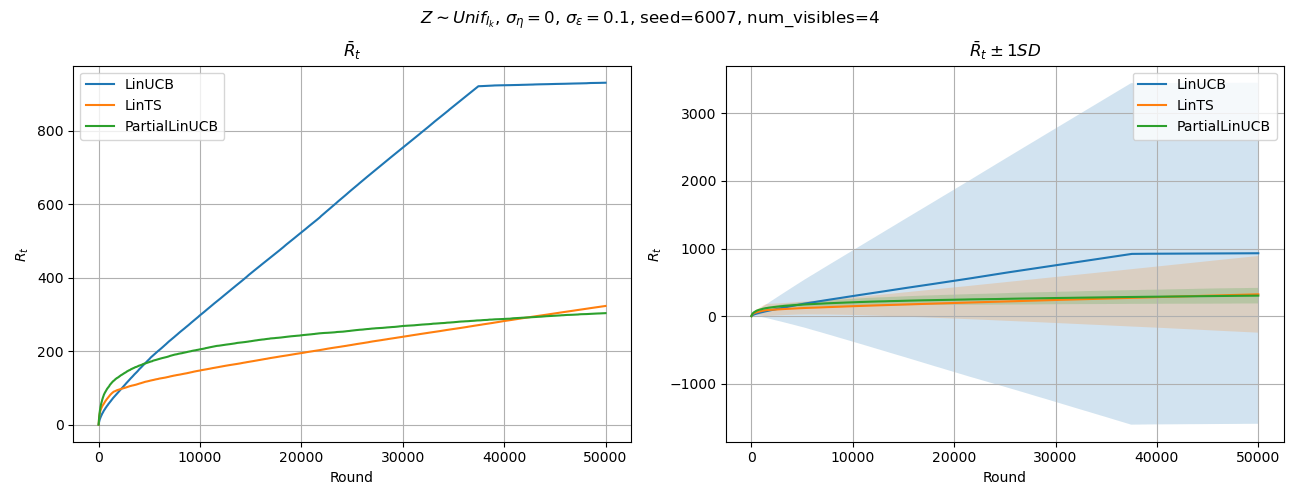 Z ∼ Unif_{I_k}, σ_η = 0, σ_ε = 0.1, seed=6007, num_visibles=4
R̄_t
800
600
400
200
0
R_t
LinUCB
LinTS
PartialLinUCB
0 10000 20000 30000 40000 50000
Round
R̄_t ± 1SD
3000
2000
1000
0
−1000
R_t
LinUCB
LinTS
PartialLinUCB
0 10000 20000 30000 40000 50000
Round